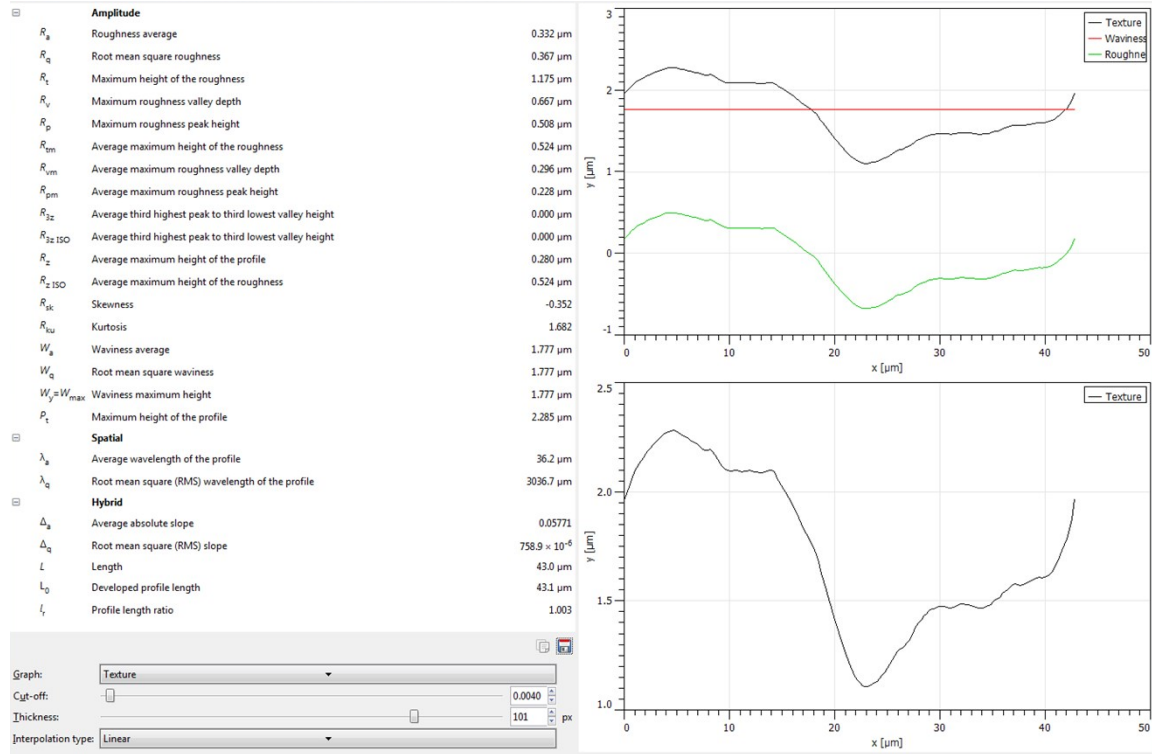 Amplitude
Ra Roughness average 0.332 µm
Rq Root mean square roughness 0.367 µm
Rt Maximum height of the roughness 1.175 µm
Rv Maximum roughness valley depth 0.667 µm
Rp Maximum roughness peak height 0.508 µm
Rtm Average maximum height of the roughness 0.524 µm
Rvm Average maximum roughness valley depth 0.296 µm
Rpm Average maximum roughness peak height 0.228 µm
R3z Average third highest peak to third lowest valley height 0.000 µm
R3z ISO Average third highest peak to third lowest valley height 0.000 µm
Rz Average maximum height of the profile 0.280 µm
Rz ISO Average maximum height of the roughness 0.524 µm
Rsk Skewness -0.352
Rku Kurtosis 1.682
Wa Waviness average 1.777 µm
Wq Root mean square waviness 1.777 µm
Wy=Wmax Waviness maximum height 1.777 µm
Pt Maximum height of the profile 2.285 µm
Spatial
λa Average wavelength of the profile 36.2 µm
λq Root mean square (RMS) wavelength of the profile 3036.7 µm
Hybrid
Δa Average absolute slope 0.05771
Δq Root mean square (RMS) slope 758.9 × 10⁻⁶
L Length 43.0 µm
L0 Developed profile length 43.1 µm
lr Profile length ratio 1.003
Graph: Texture
Cut-off: 0.0040
Thickness: 101 px
Interpolation type: Linear
3
2
1
0
-1
y [µm]
Texture
Waviness
Roughne
0 10 20 30 40 50
x [µm]
2.5
2.0
1.5
1.0
y [µm]
Texture
0 10 20 30 40 50
x [µm]